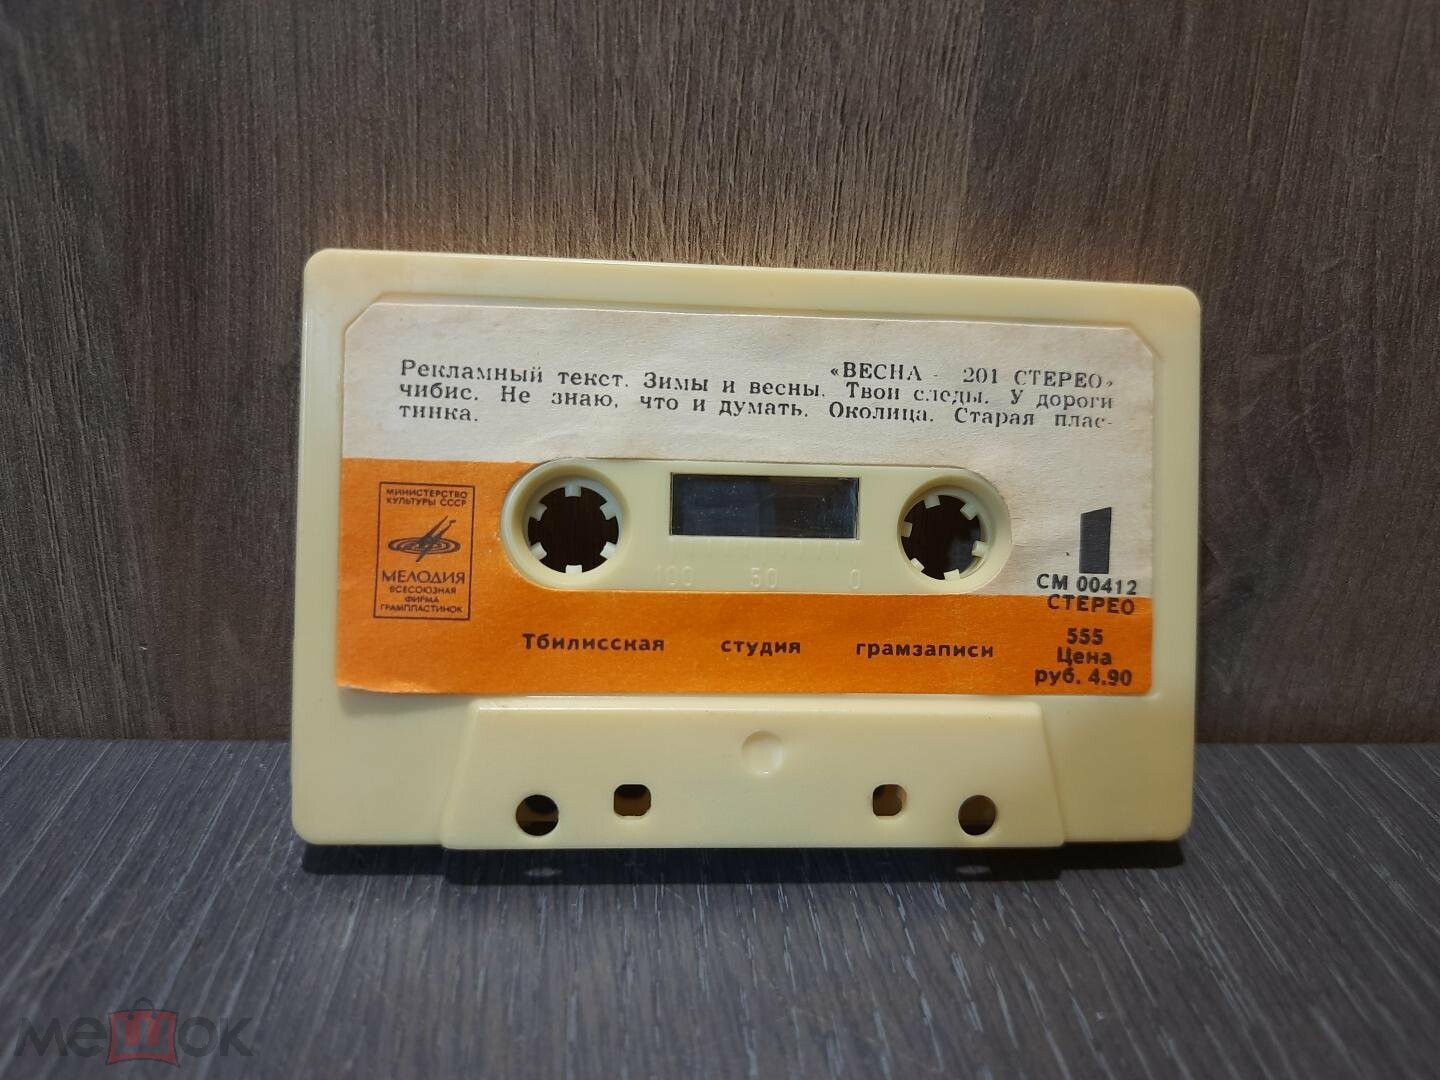 «ВЕСНА - 201 СТЕРЕО»
Рекламный текст. Зимы и весны. Твои следы. У дороги
чибис. Не знаю, что и думать. Околица. Старая плас-
тинка.
МИНИСТЕРСТВО
КУЛЬТУРЫ СССР
МЕЛОДИЯ
ВСЕСОЮЗНАЯ
ФИРМА
ГРАМПЛАСТИНОК
100 50 0
1
СМ 00412
СТЕРЕО
Тбилисская студия грамзаписи
555
Цена
руб. 4.90
мешок